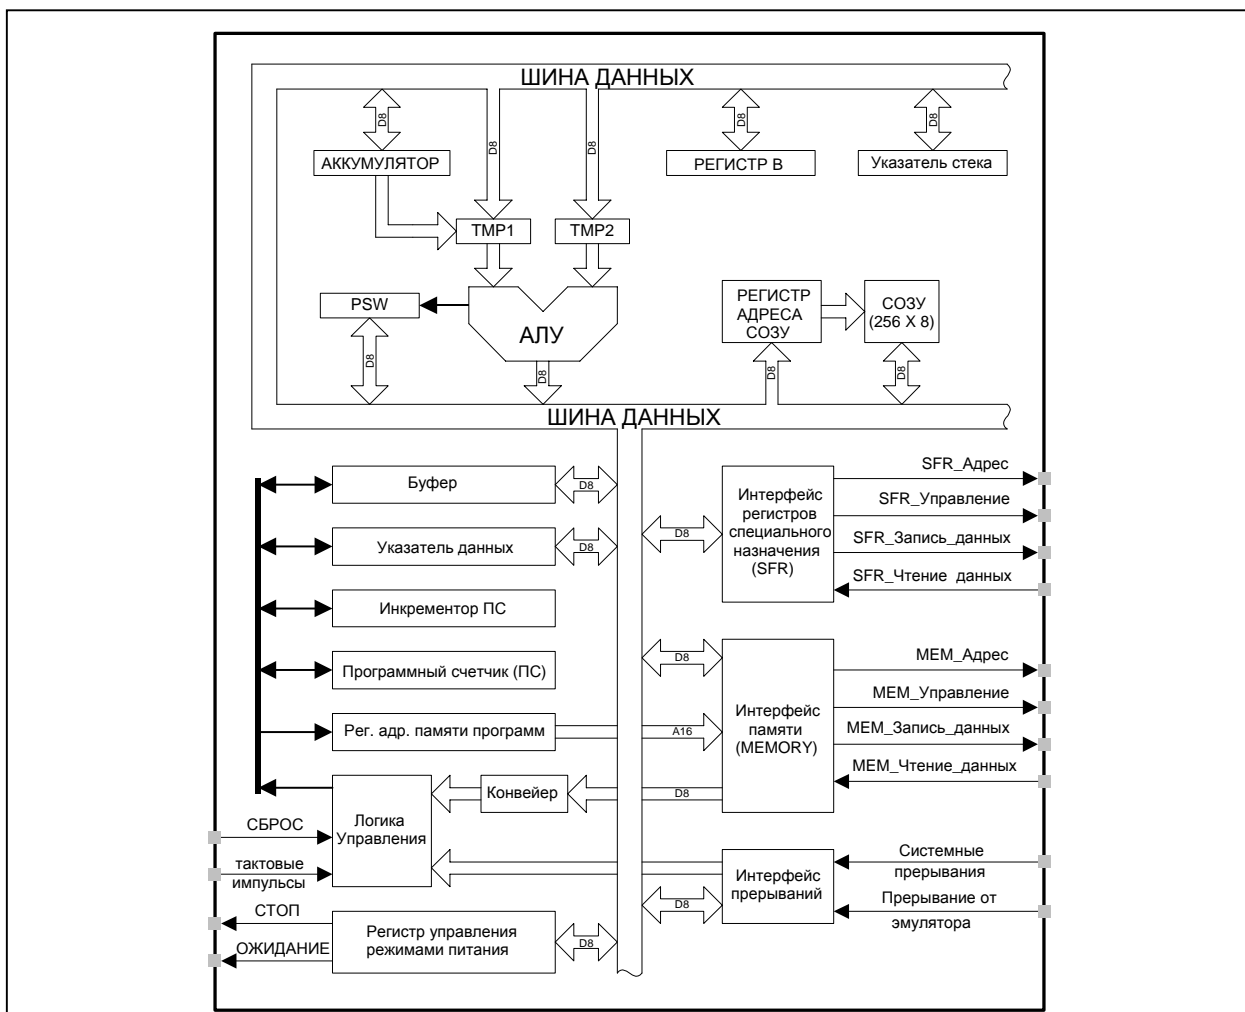 ШИНА ДАННЫХ
D8
D8
D8
D8
D8
АККУМУЛЯТОР
РЕГИСТР В
Указатель стека
TMP1
TMP2
PSW
АЛУ
РЕГИСТР
АДРЕСА
СОЗУ
СОЗУ
(256 X 8)
D8
D8
D8
D8
ШИНА ДАННЫХ
Буфер
D8
Указатель данных
D8
Инкрементор ПС
Программный счетчик (ПС)
Рег. адр. памяти программ
A16
Конвейер
D8
Логика
Управления
СБРОС
тактовые
импульсы
СТОП
ОЖИДАНИЕ
Регистр управления
режимами питания
D8
D8
Интерфейс
регистров
специального
назначения
(SFR)
SFR_Адрес
SFR_Управление
SFR_Запись_данных
SFR_Чтение данных
D8
Интерфейс
памяти
(MEMORY)
MEM_Адрес
MEM_Управление
MEM_Запись_данных
MEM_Чтение_данных
D8
Интерфейс
прерываний
Системные
прерывания
Прерывание от
эмулятора